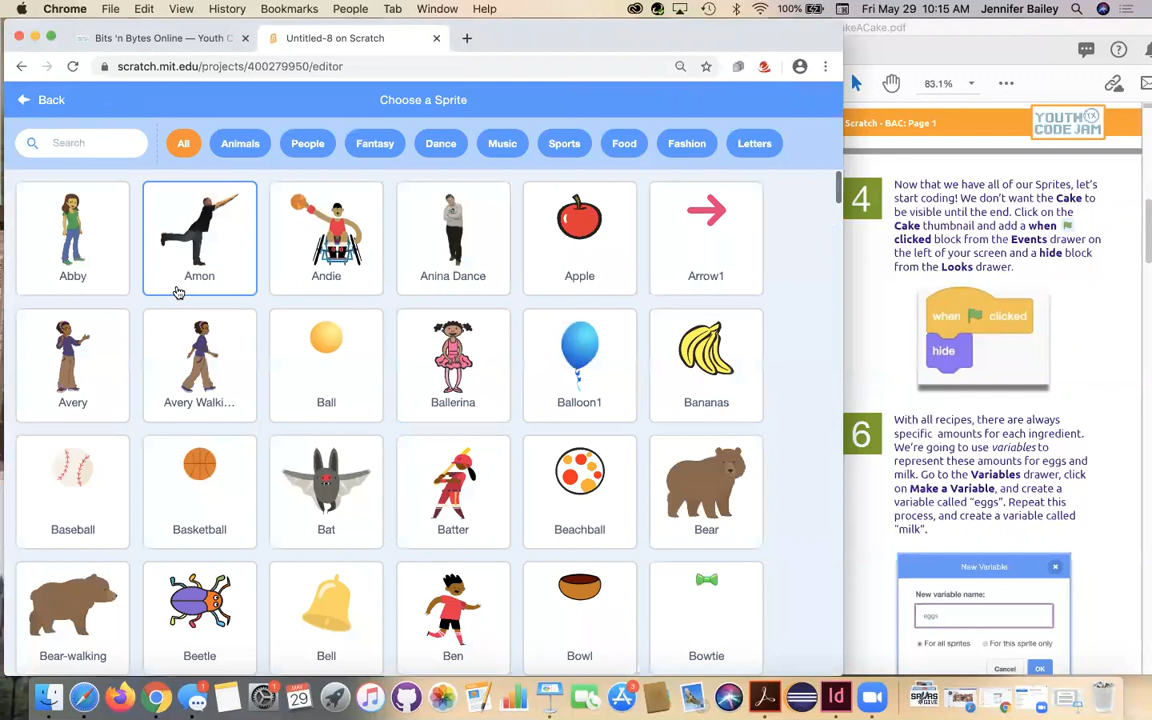 Chrome File Edit View History Bookmarks People Tab Window Help
100% Fri May 29 10:15 AM Jennifer Bailey
Bits 'n Bytes Online — Youth C
Untitled-8 on Scratch
scratch.mit.edu/projects/400279950/editor
Back
Choose a Sprite
Search
All
Animals
People
Fantasy
Dance
Music
Sports
Food
Fashion
Letters
Abby
Amon
Andie
Anina Dance
Apple
Arrow1
Avery
Avery Walki...
Ball
Ballerina
Balloon1
Bananas
Baseball
Basketball
Bat
Batter
Beachball
Bear
Bear-walking
Beetle
Bell
Ben
Bowl
Bowtie
akeACake.pdf
83.1%
Scratch - BAC: Page 1
YOUTH
CODE JAM
4
Now that we have all of our Sprites, let's
start coding! We don't want the Cake to
be visible until the end. Click on the
Cake thumbnail and add a when
clicked block from the Events drawer on
the left of your screen and a hide block
from the Looks drawer.
when clicked
hide
6
With all recipes, there are always
specific amounts for each ingredient.
We're going to use variables to
represent these amounts for eggs and
milk. Go to the Variables drawer, click
on Make a Variable, and create a
variable called "eggs". Repeat this
process, and create a variable called
"milk".
New Variable
New variable name:
eggs
For all sprites For this sprite only
Cancel OK
MAY
29
1
3
Id